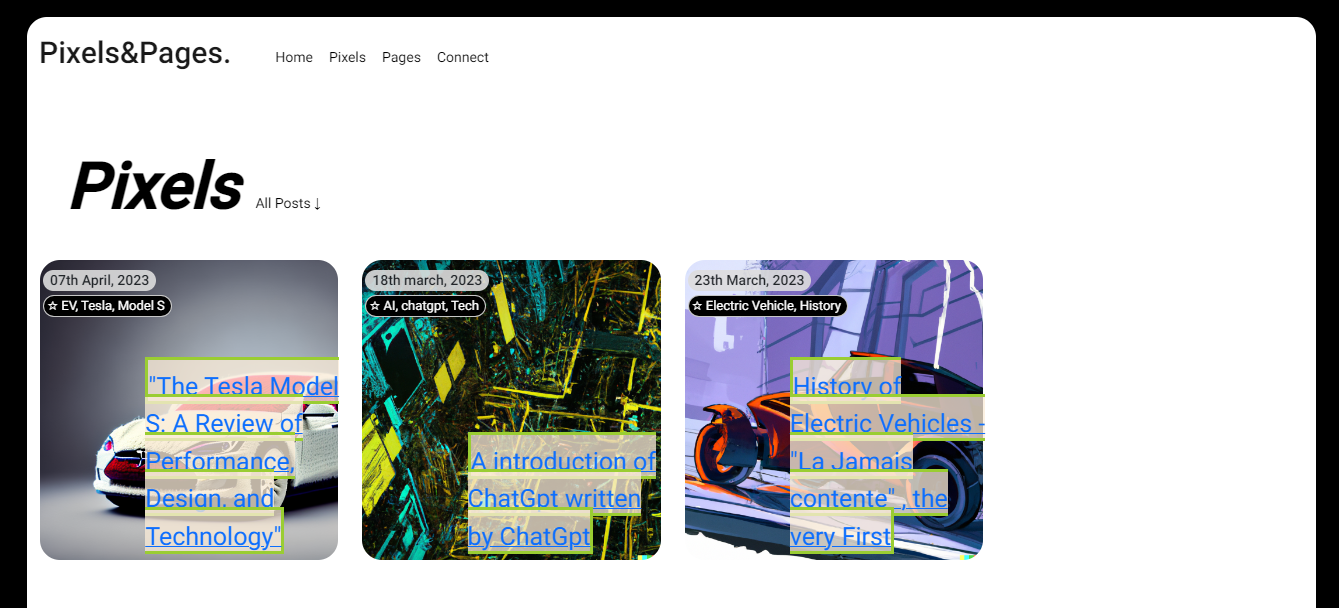 Pixels&Pages.
Home Pixels Pages Connect
Pixels All Posts ↓
07th April, 2023
☆ EV, Tesla, Model S
"The Tesla Model
S: A Review of
Performance,
Design, and
Technology"
18th march, 2023
☆ AI, chatgpt, Tech
A introduction of
ChatGpt written
by ChatGpt
23th March, 2023
☆ Electric Vehicle, History
History of
Electric Vehicles -
"La Jamais
contente" , the
very First